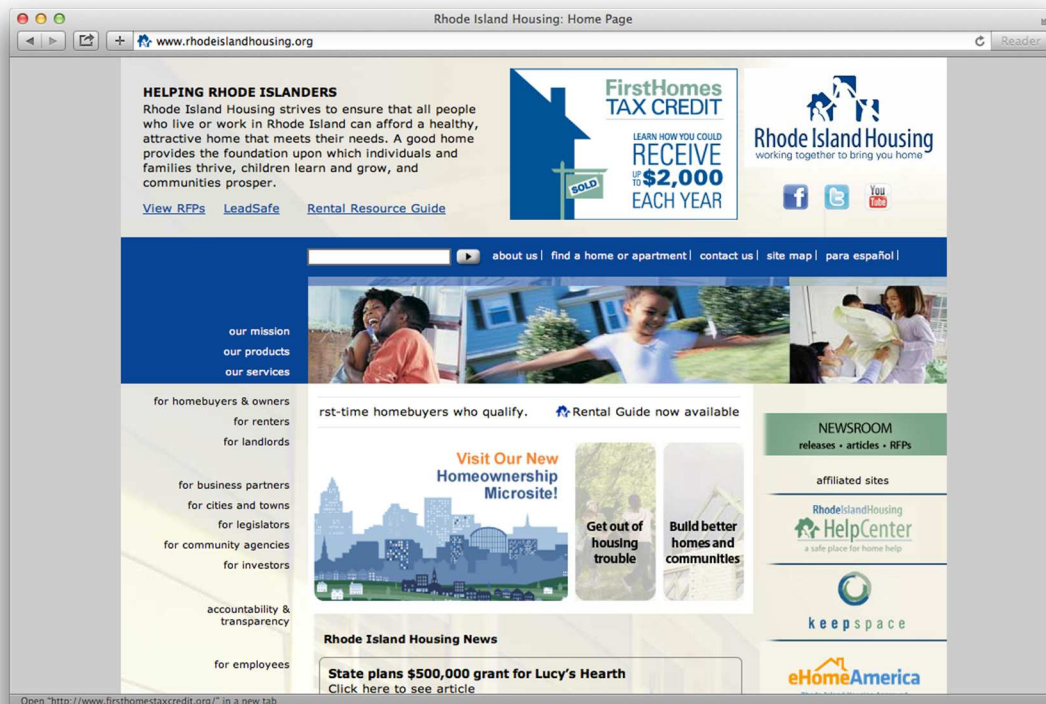 Rhode Island Housing: Home Page
www.rhodeislandhousing.org
Reader
HELPING RHODE ISLANDERS
Rhode Island Housing strives to ensure that all people
who live or work in Rhode Island can afford a healthy,
attractive home that meets their needs. A good home
provides the foundation upon which individuals and
families thrive, children learn and grow, and
communities prosper.
View RFPs LeadSafe Rental Resource Guide
FirstHomes
TAX CREDIT
LEARN HOW YOU COULD
RECEIVE
UP TO $2,000
EACH YEAR
SOLD
Rhode Island Housing
working together to bring you home
You
Tube
about us | find a home or apartment | contact us | site map | para español |
our mission
our products
our services
for homebuyers & owners
for renters
for landlords
for business partners
for cities and towns
for legislators
for community agencies
for investors
accountability &
transparency
for employees
rst-time homebuyers who qualify. Rental Guide now available
Visit Our New
Homeownership
Microsite!
Get out of
housing
trouble
Build better
homes and
communities
Rhode Island Housing News
State plans $500,000 grant for Lucy's Hearth
Click here to see article
NEWSROOM
releases • articles • RFPs
affiliated sites
RhodeIslandHousing
HelpCenter
a safe place for home help
keepspace
eHomeAmerica
Open "http://www.firsthomestaxcredit.org/" in a new tab